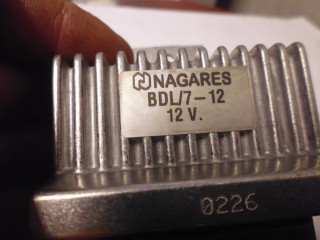 NAGARES
BDL/7-12
12 V.
0226